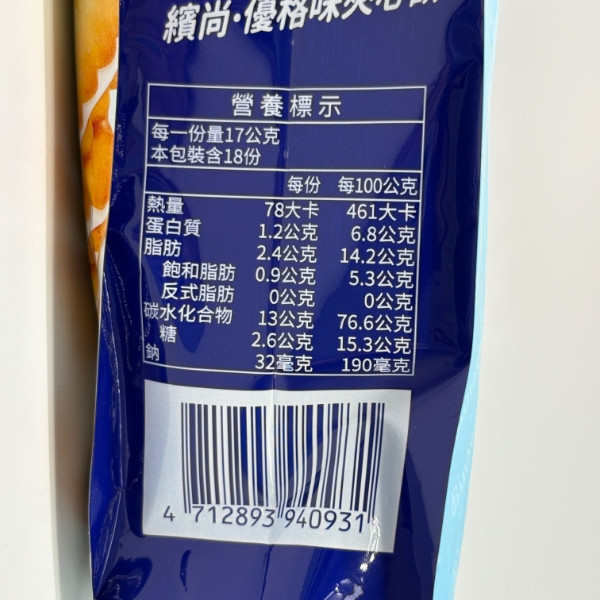 繽尚·優格味夾心
營養標示
每一份量17公克
本包裝含18份
每份 每100公克
熱量 78大卡 461大卡
蛋白質 1.2公克 6.8公克
脂肪 2.4公克 14.2公克
飽和脂肪 0.9公克 5.3公克
反式脂肪 0公克 0公克
碳水化合物 13公克 76.6公克
糖 2.6公克 15.3公克
鈉 32毫克 190毫克
4 712893 940931